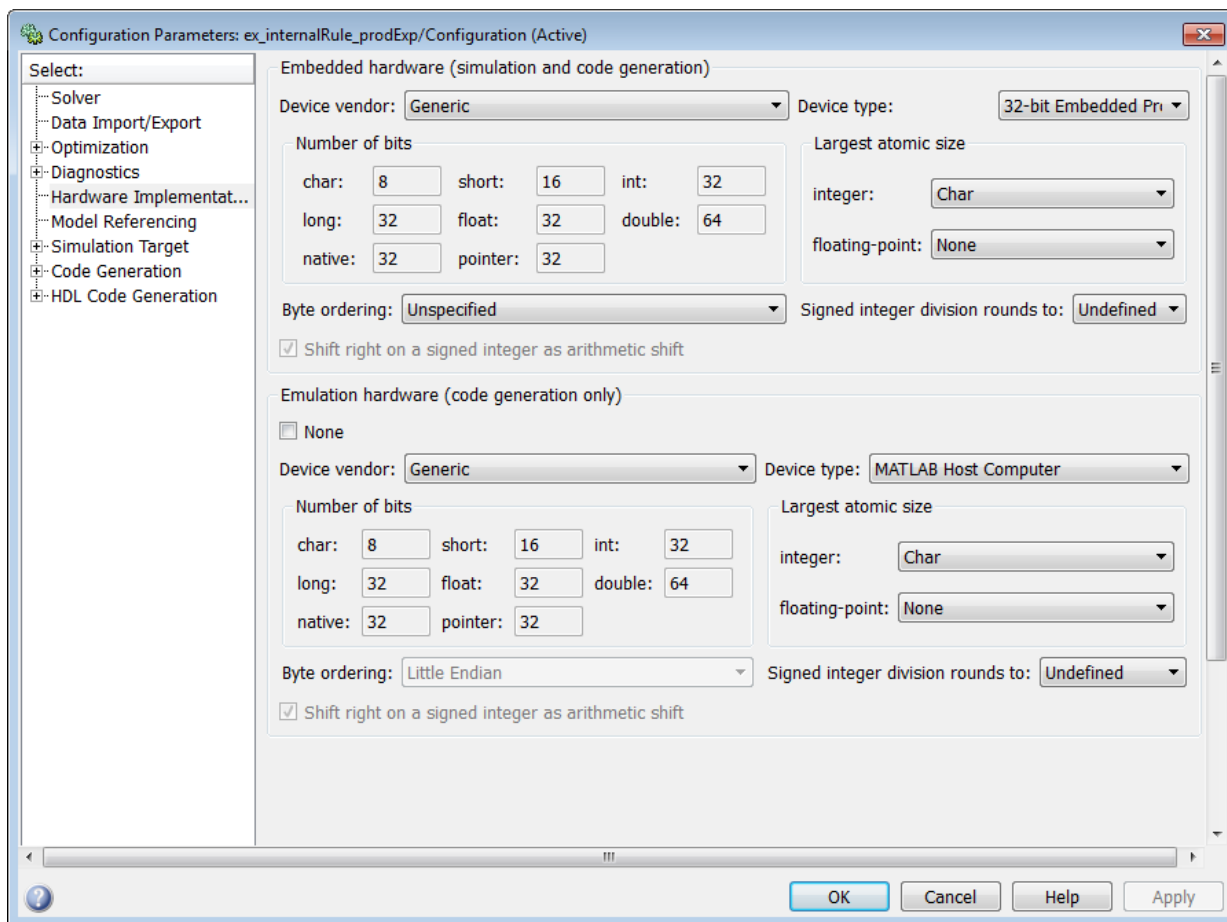 Configuration Parameters: ex_internalRule_prodExp/Configuration (Active)
Select:
Solver
Data Import/Export
Optimization
Diagnostics
Hardware Implementat...
Model Referencing
Simulation Target
Code Generation
HDL Code Generation
Embedded hardware (simulation and code generation)
Device vendor: Generic Device type: 32-bit Embedded Pro
Number of bits Largest atomic size
char: 8 short: 16 int: 32
integer: Char
long: 32 float: 32 double: 64
floating-point: None
native: 32 pointer: 32
Byte ordering: Unspecified Signed integer division rounds to: Undefined
Shift right on a signed integer as arithmetic shift
Emulation hardware (code generation only)
None
Device vendor: Generic Device type: MATLAB Host Computer
Number of bits Largest atomic size
char: 8 short: 16 int: 32
integer: Char
long: 32 float: 32 double: 64
floating-point: None
native: 32 pointer: 32
Byte ordering: Little Endian Signed integer division rounds to: Undefined
Shift right on a signed integer as arithmetic shift
OK Cancel Help Apply